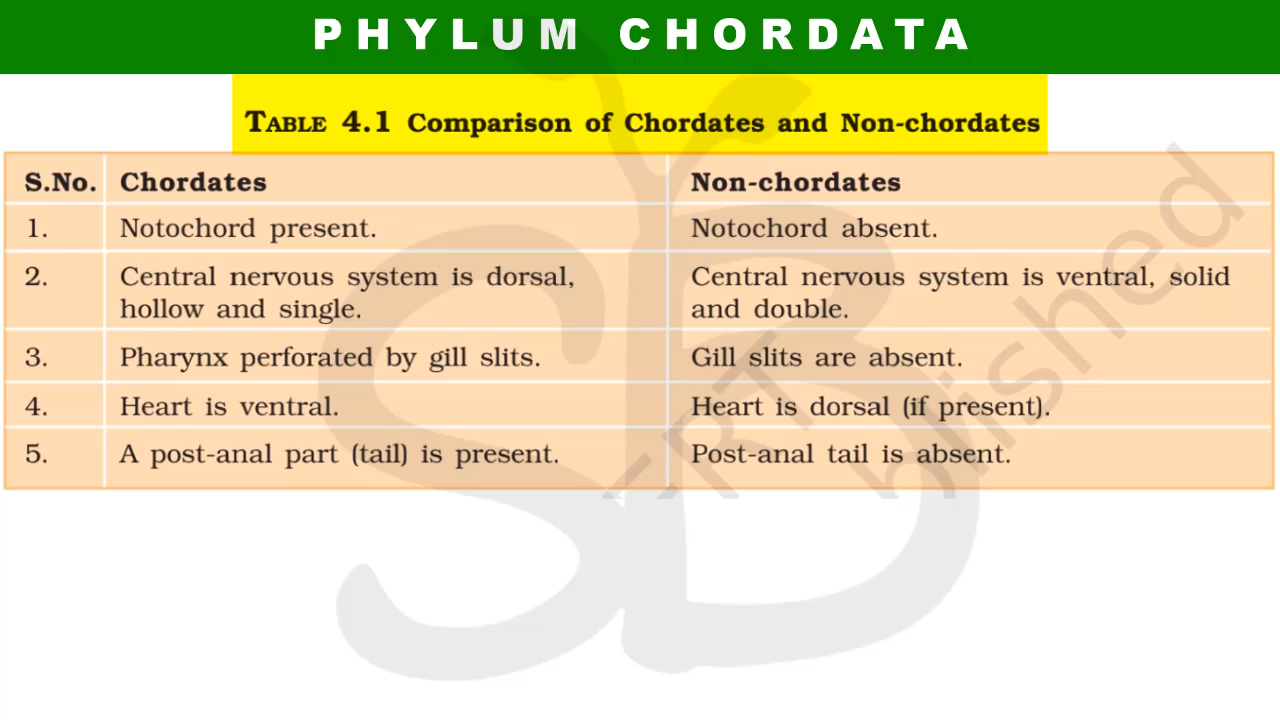 PHYLUM CHORDATA
TABLE 4.1 Comparison of Chordates and Non-chordates
S.No. Chordates Non-chordates
1. Notochord present. Notochord absent.
2. Central nervous system is dorsal, Central nervous system is ventral, solid
hollow and single. and double.
3. Pharynx perforated by gill slits. Gill slits are absent.
4. Heart is ventral. Heart is dorsal (if present).
5. A post-anal part (tail) is present. Post-anal tail is absent.